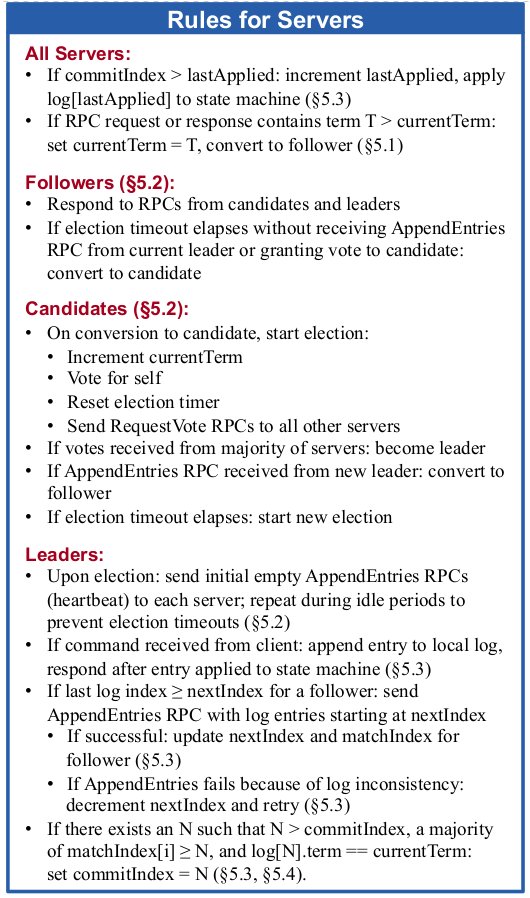 Rules for Servers
All Servers:
• If commitIndex > lastApplied: increment lastApplied, apply
log[lastApplied] to state machine (§5.3)
• If RPC request or response contains term T > currentTerm:
set currentTerm = T, convert to follower (§5.1)
Followers (§5.2):
• Respond to RPCs from candidates and leaders
• If election timeout elapses without receiving AppendEntries
RPC from current leader or granting vote to candidate:
convert to candidate
Candidates (§5.2):
• On conversion to candidate, start election:
• Increment currentTerm
• Vote for self
• Reset election timer
• Send RequestVote RPCs to all other servers
• If votes received from majority of servers: become leader
• If AppendEntries RPC received from new leader: convert to
follower
• If election timeout elapses: start new election
Leaders:
• Upon election: send initial empty AppendEntries RPCs
(heartbeat) to each server; repeat during idle periods to
prevent election timeouts (§5.2)
• If command received from client: append entry to local log,
respond after entry applied to state machine (§5.3)
• If last log index ≥ nextIndex for a follower: send
AppendEntries RPC with log entries starting at nextIndex
• If successful: update nextIndex and matchIndex for
follower (§5.3)
• If AppendEntries fails because of log inconsistency:
decrement nextIndex and retry (§5.3)
• If there exists an N such that N > commitIndex, a majority
of matchIndex[i] ≥ N, and log[N].term == currentTerm:
set commitIndex = N (§5.3, §5.4).